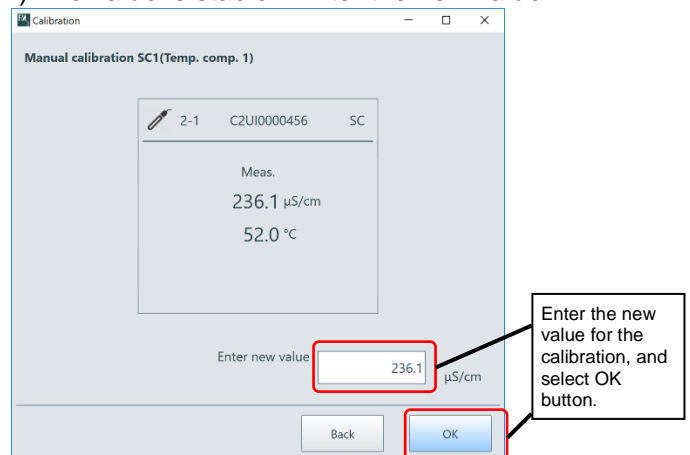 Calibration
Manual calibration SC1(Temp. comp. 1)
2-1 C2UI0000456 SC
Meas.
236.1 µS/cm
52.0 °C
Enter new value 236.1 µS/cm
Back OK
Enter the new
value for the
calibration, and
select OK
button.